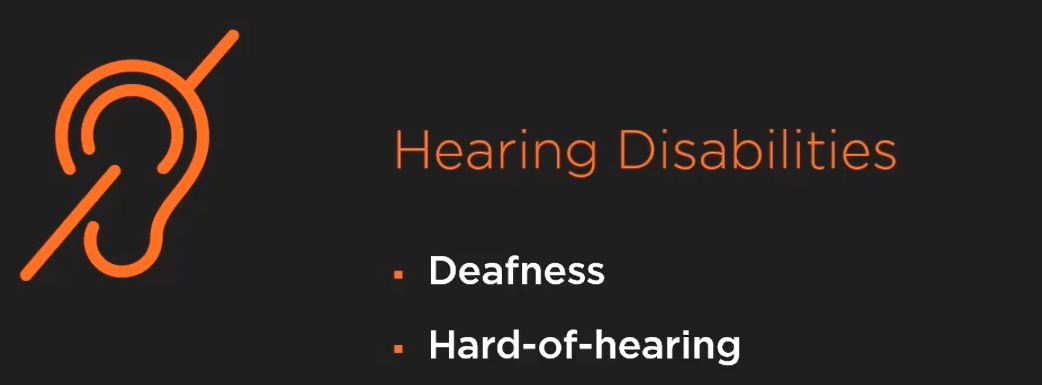 Hearing Disabilities
▪ Deafness
▪ Hard-of-hearing